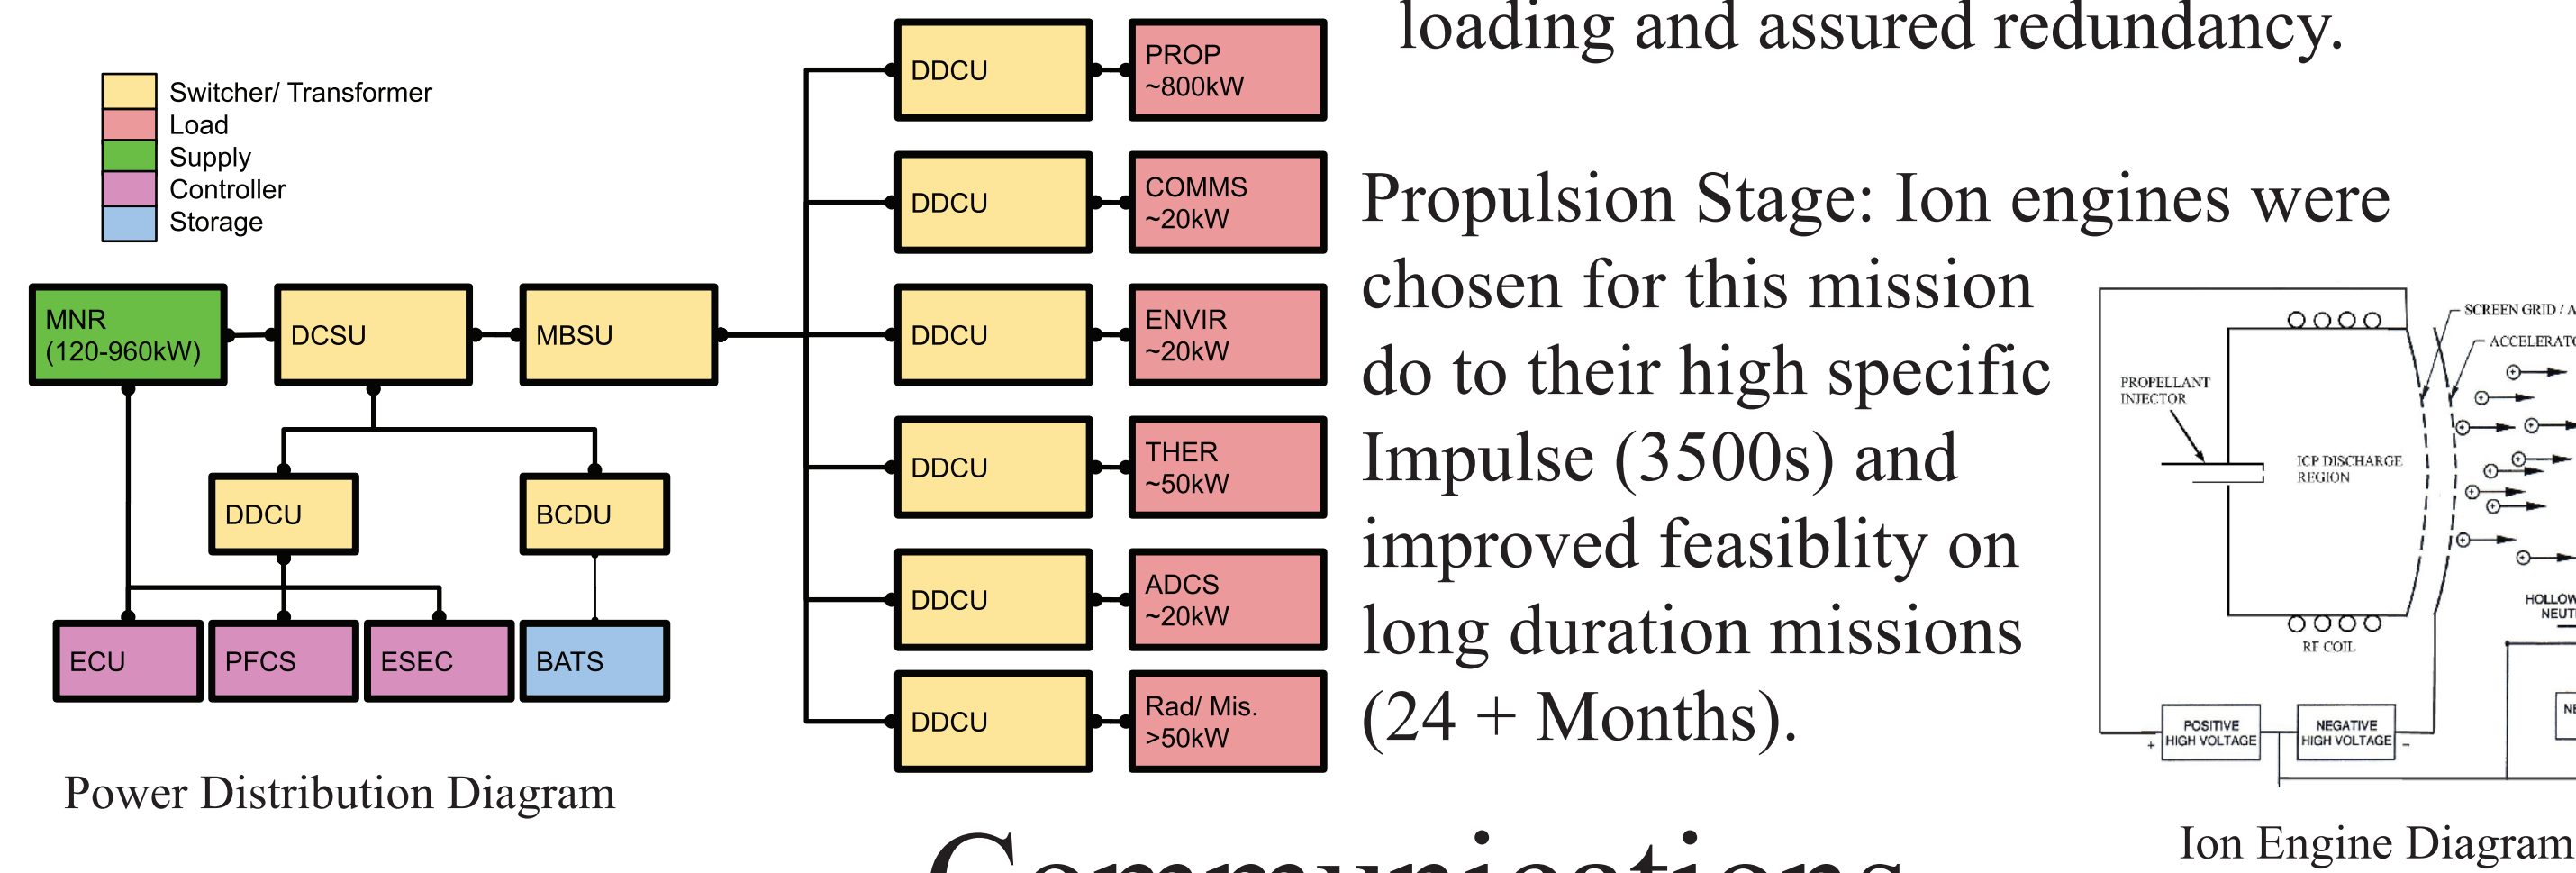 loading and assured redundancy.
Switcher/ Transformer
Load
Supply
Controller
Storage
MNR
(120-960kW)
DCSU
MBSU
DDCU
BCDU
ECU
PFCS
ESEC
BATS
DDCU
PROP
~800kW
DDCU
COMMS
~20kW
DDCU
ENVIR
~20kW
DDCU
THER
~50kW
DDCU
ADCS
~20kW
DDCU
Rad/ Mis.
>50kW
Power Distribution Diagram
Propulsion Stage: Ion engines were
chosen for this mission
do to their high specific
Impulse (3500s) and
improved feasiblity on
long duration missions
(24 + Months).
SCREEN GRID /
PROPELLANT
INJECTOR
ICP DISCHARGE
REGION
RF COIL
POSITIVE
HIGH VOLTAGE
NEGATIVE
HIGH VOLTAGE
+
−
Ion Engine Diagram
Communications